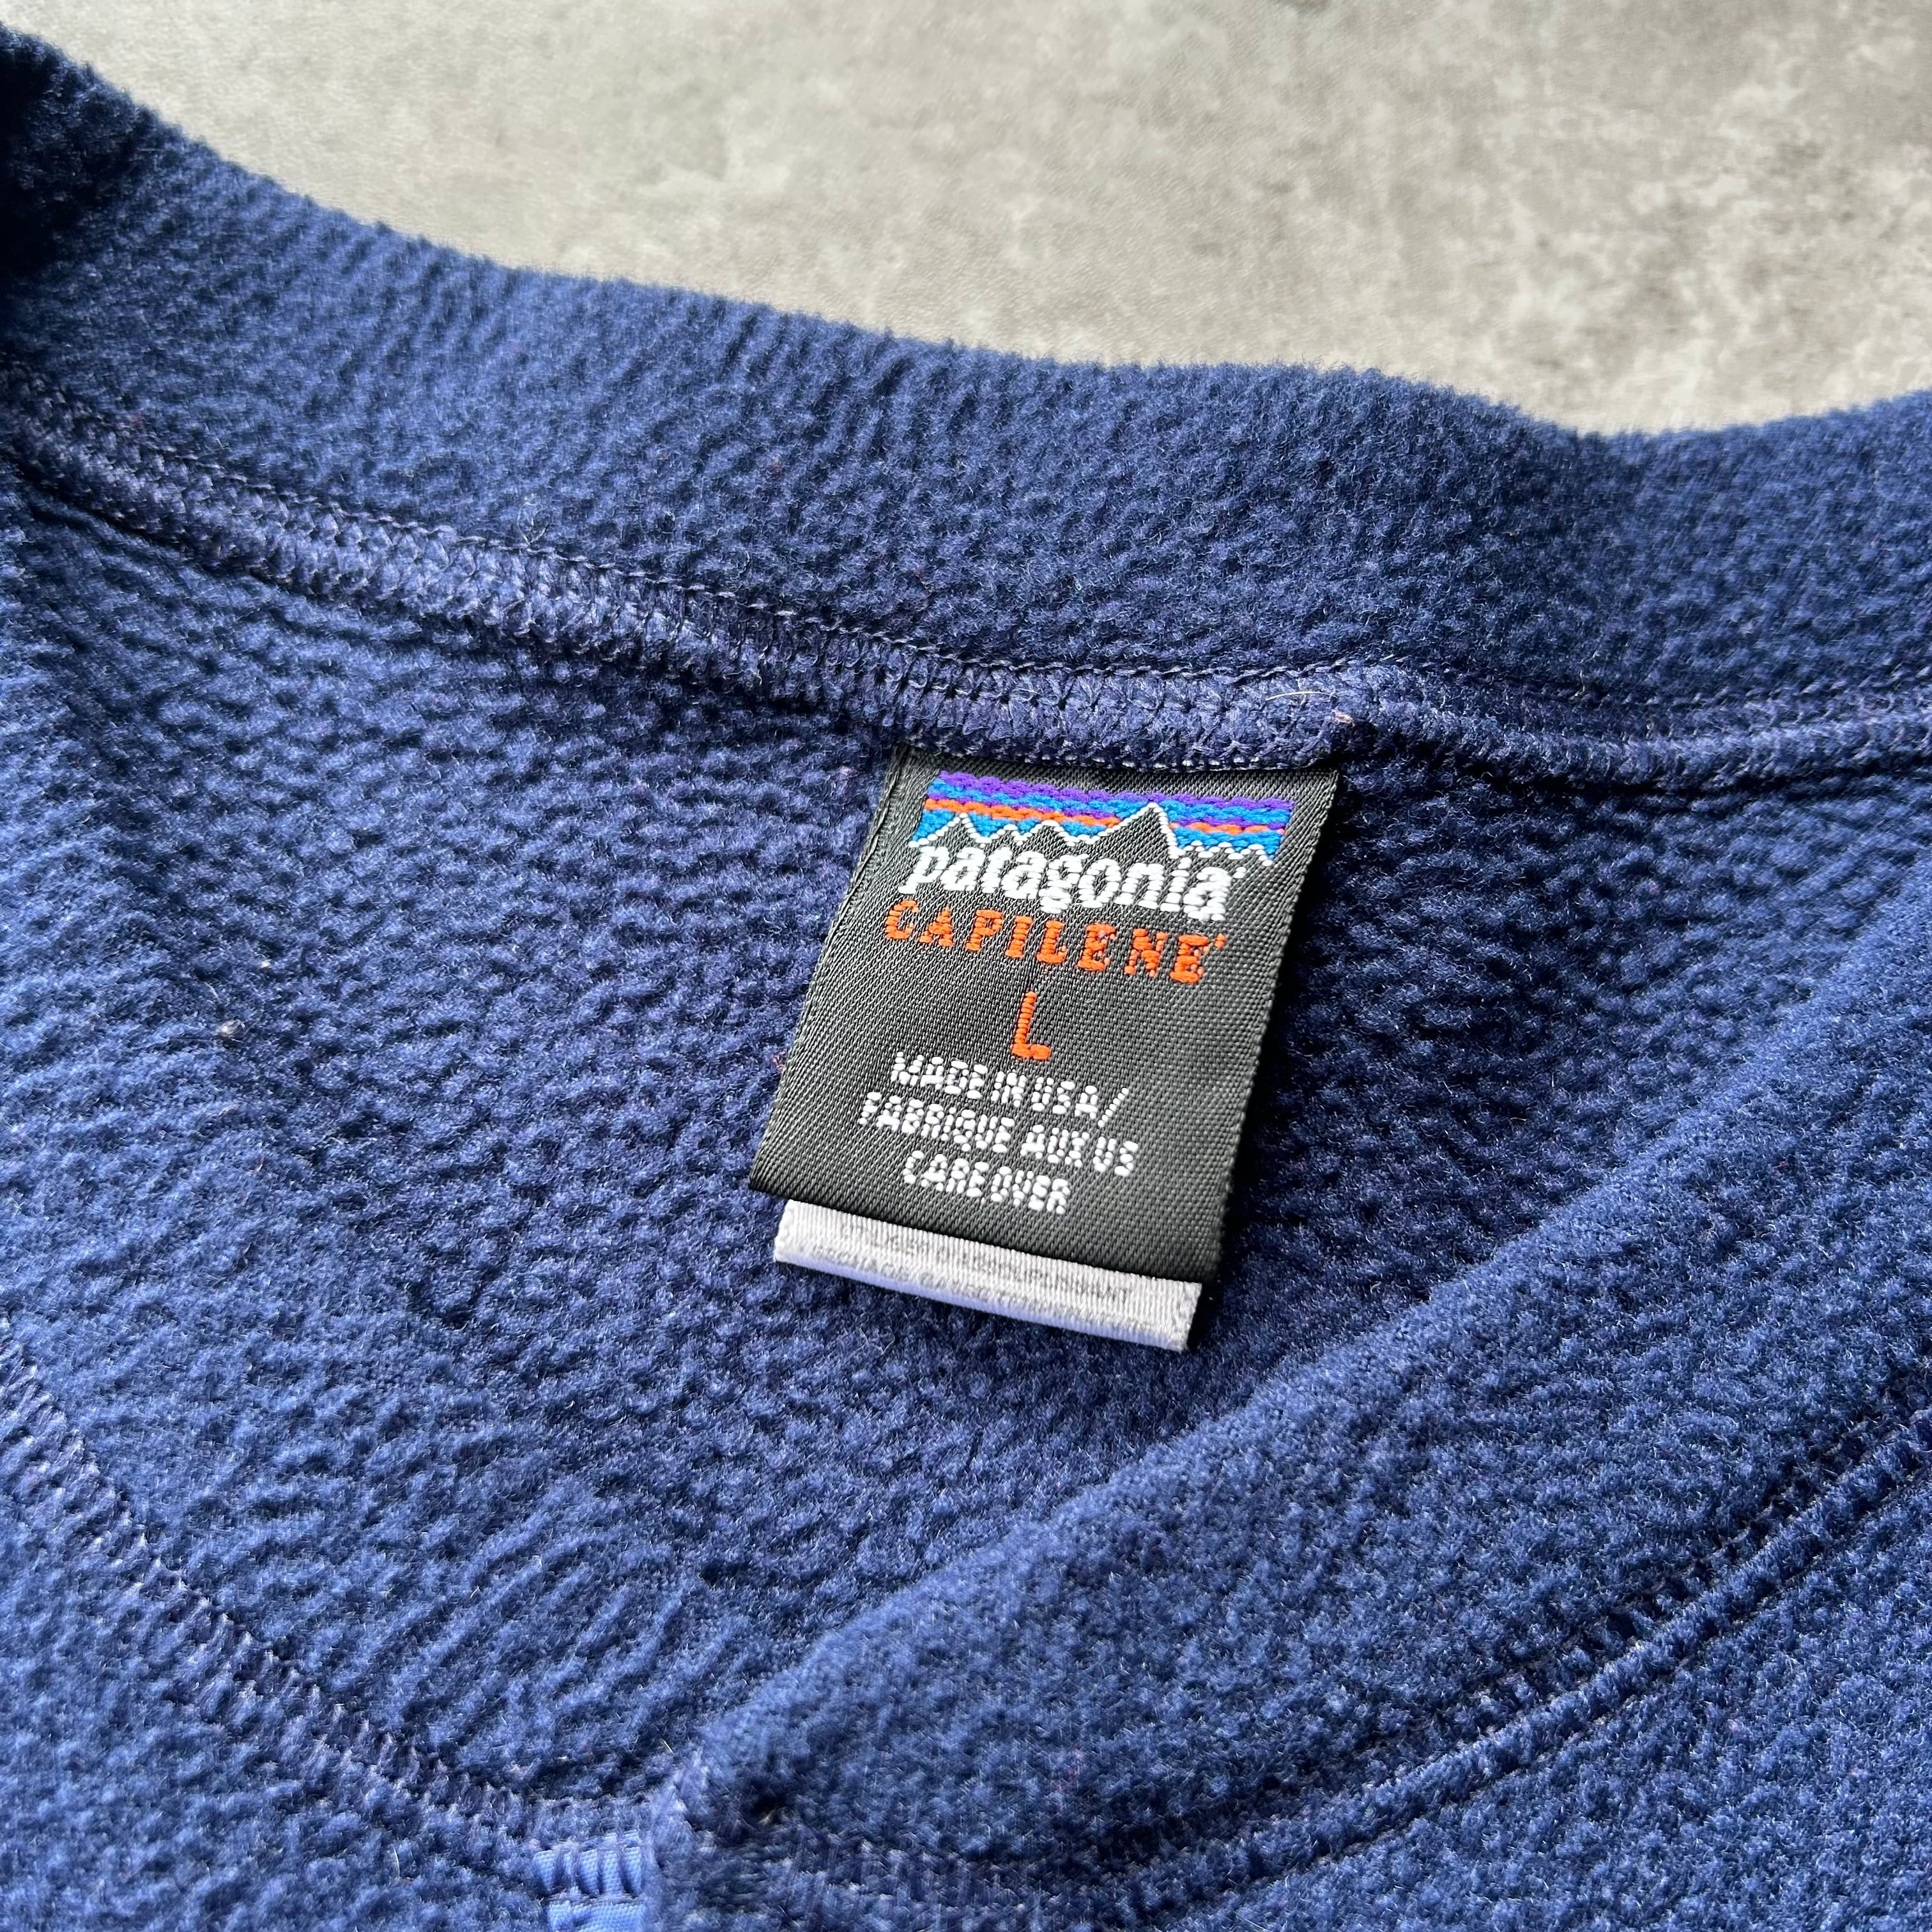 patagonia
CAPILENE
L
MADE IN USA/
FABRIQUE AUX US
CARE OVER